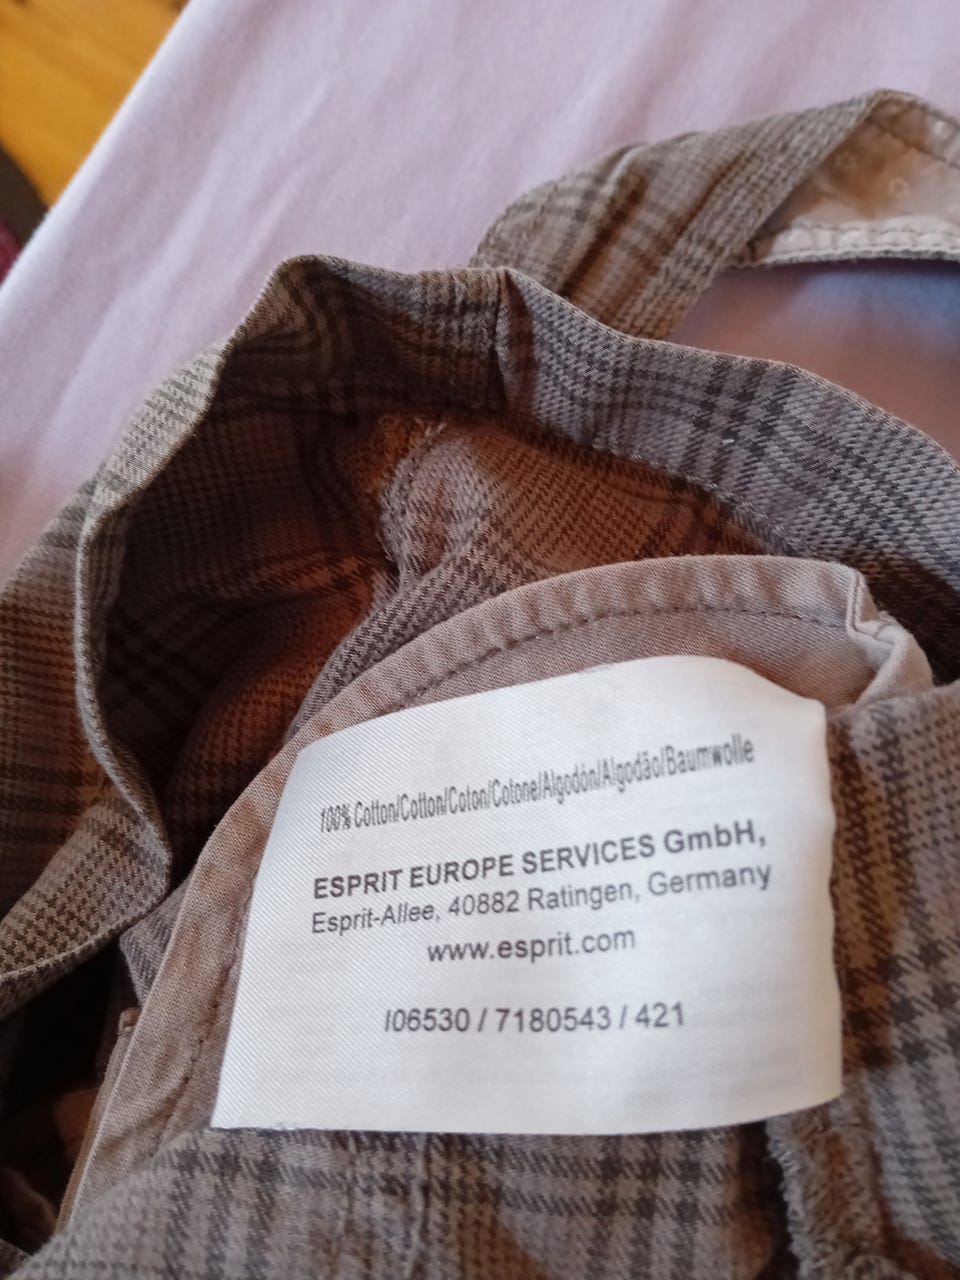 100% Cotton/Cotton/Coton/Cotone/Algodón/Algodão/Baumwolle
ESPRIT EUROPE SERVICES GmbH,
Esprit-Allee, 40882 Ratingen, Germany
www.esprit.com
I06530 / 7180543 / 421